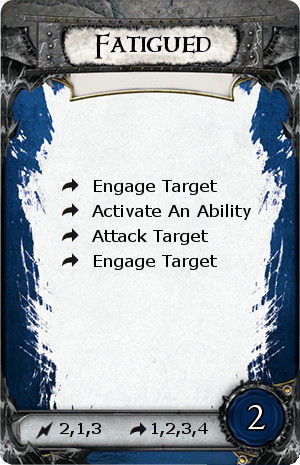 Fatigued
Engage Target
Activate An Ability
Attack Target
Engage Target
2
2,1,3 1,2,3,4